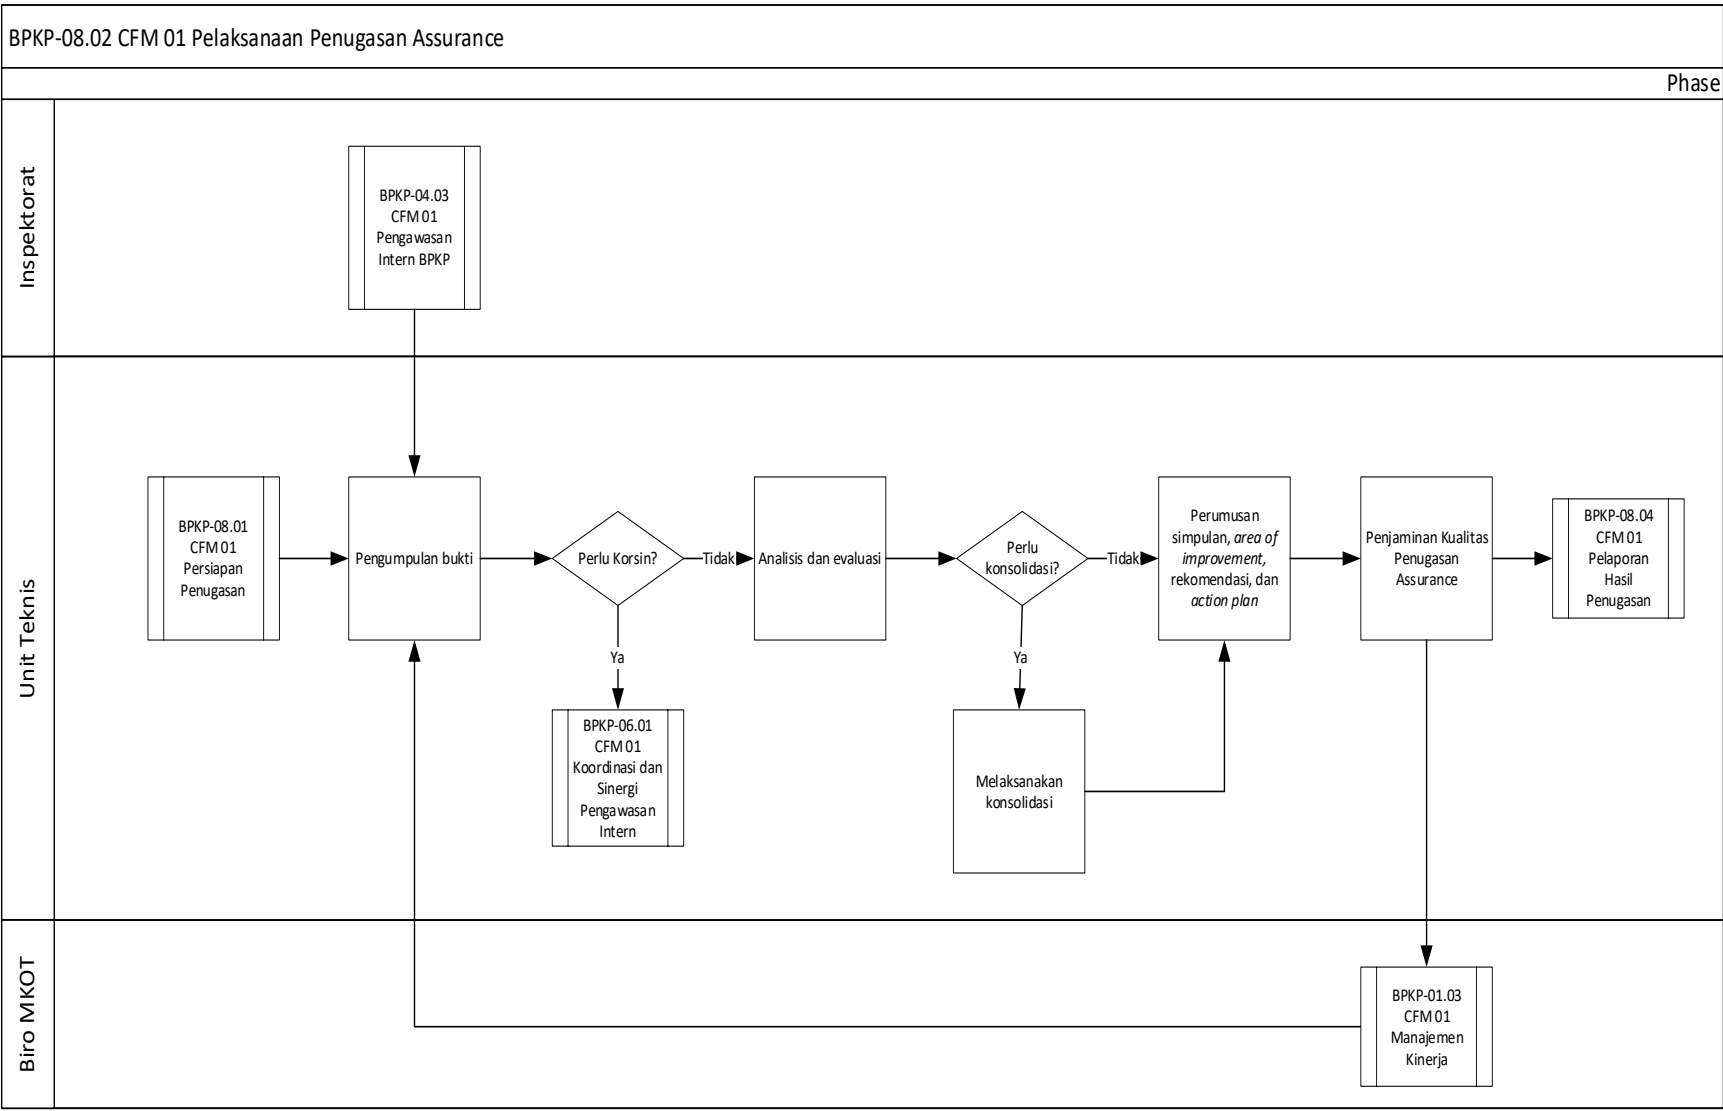 BPKP-08.02 CFM 01 Pelaksanaan Penugasan Assurance
Phase
Inspektorat
BPKP-04.03
CFM 01
Pengawasan
Intern BPKP
Unit Teknis
BPKP-08.01
CFM 01
Persiapan
Penugasan
Pengumpulan bukti
Perlu Korsin?
Tidak
Ya
BPKP-06.01
CFM 01
Koordinasi dan
Sinergi
Pengawasan
Intern
Analisis dan evaluasi
Perlu
konsolidasi?
Tidak
Ya
Melaksanakan
konsolidasi
Perumusan
simpulan, area of
improvement,
rekomendasi, dan
action plan
Penjaminan Kualitas
Penugasan
Assurance
BPKP-08.04
CFM 01
Pelaporan
Hasil
Penugasan
Biro MKOT
BPKP-01.03
CFM 01
Manajemen
Kinerja